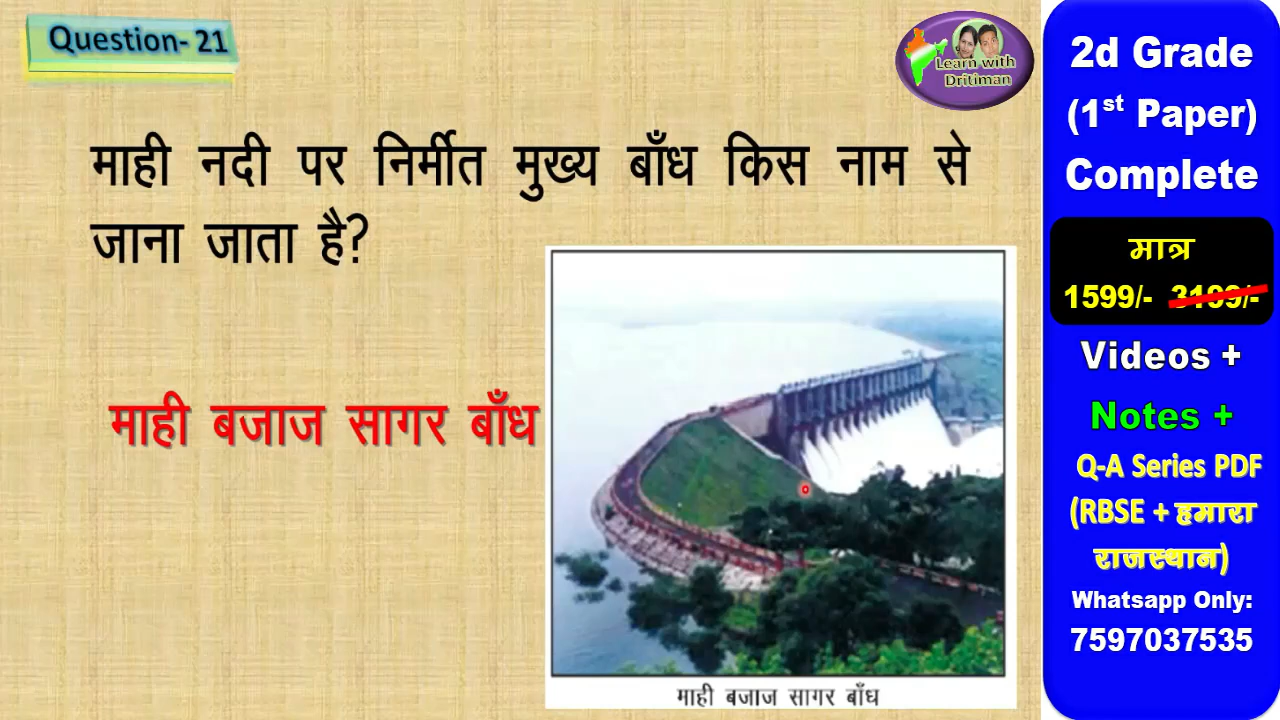 Question- 21
Learn with
Dritiman
माही नदी पर निर्मीत मुख्य बाँध किस नाम से
जाना जाता है?
माही बजाज सागर बाँध
माही बजाज सागर बाँध
2d Grade
(1st Paper)
Complete
मात्र
1599/- 3199/-
Videos +
Notes +
Q-A Series PDF
(RBSE + हमारा
राजस्थान)
Whatsapp Only:
7597037535